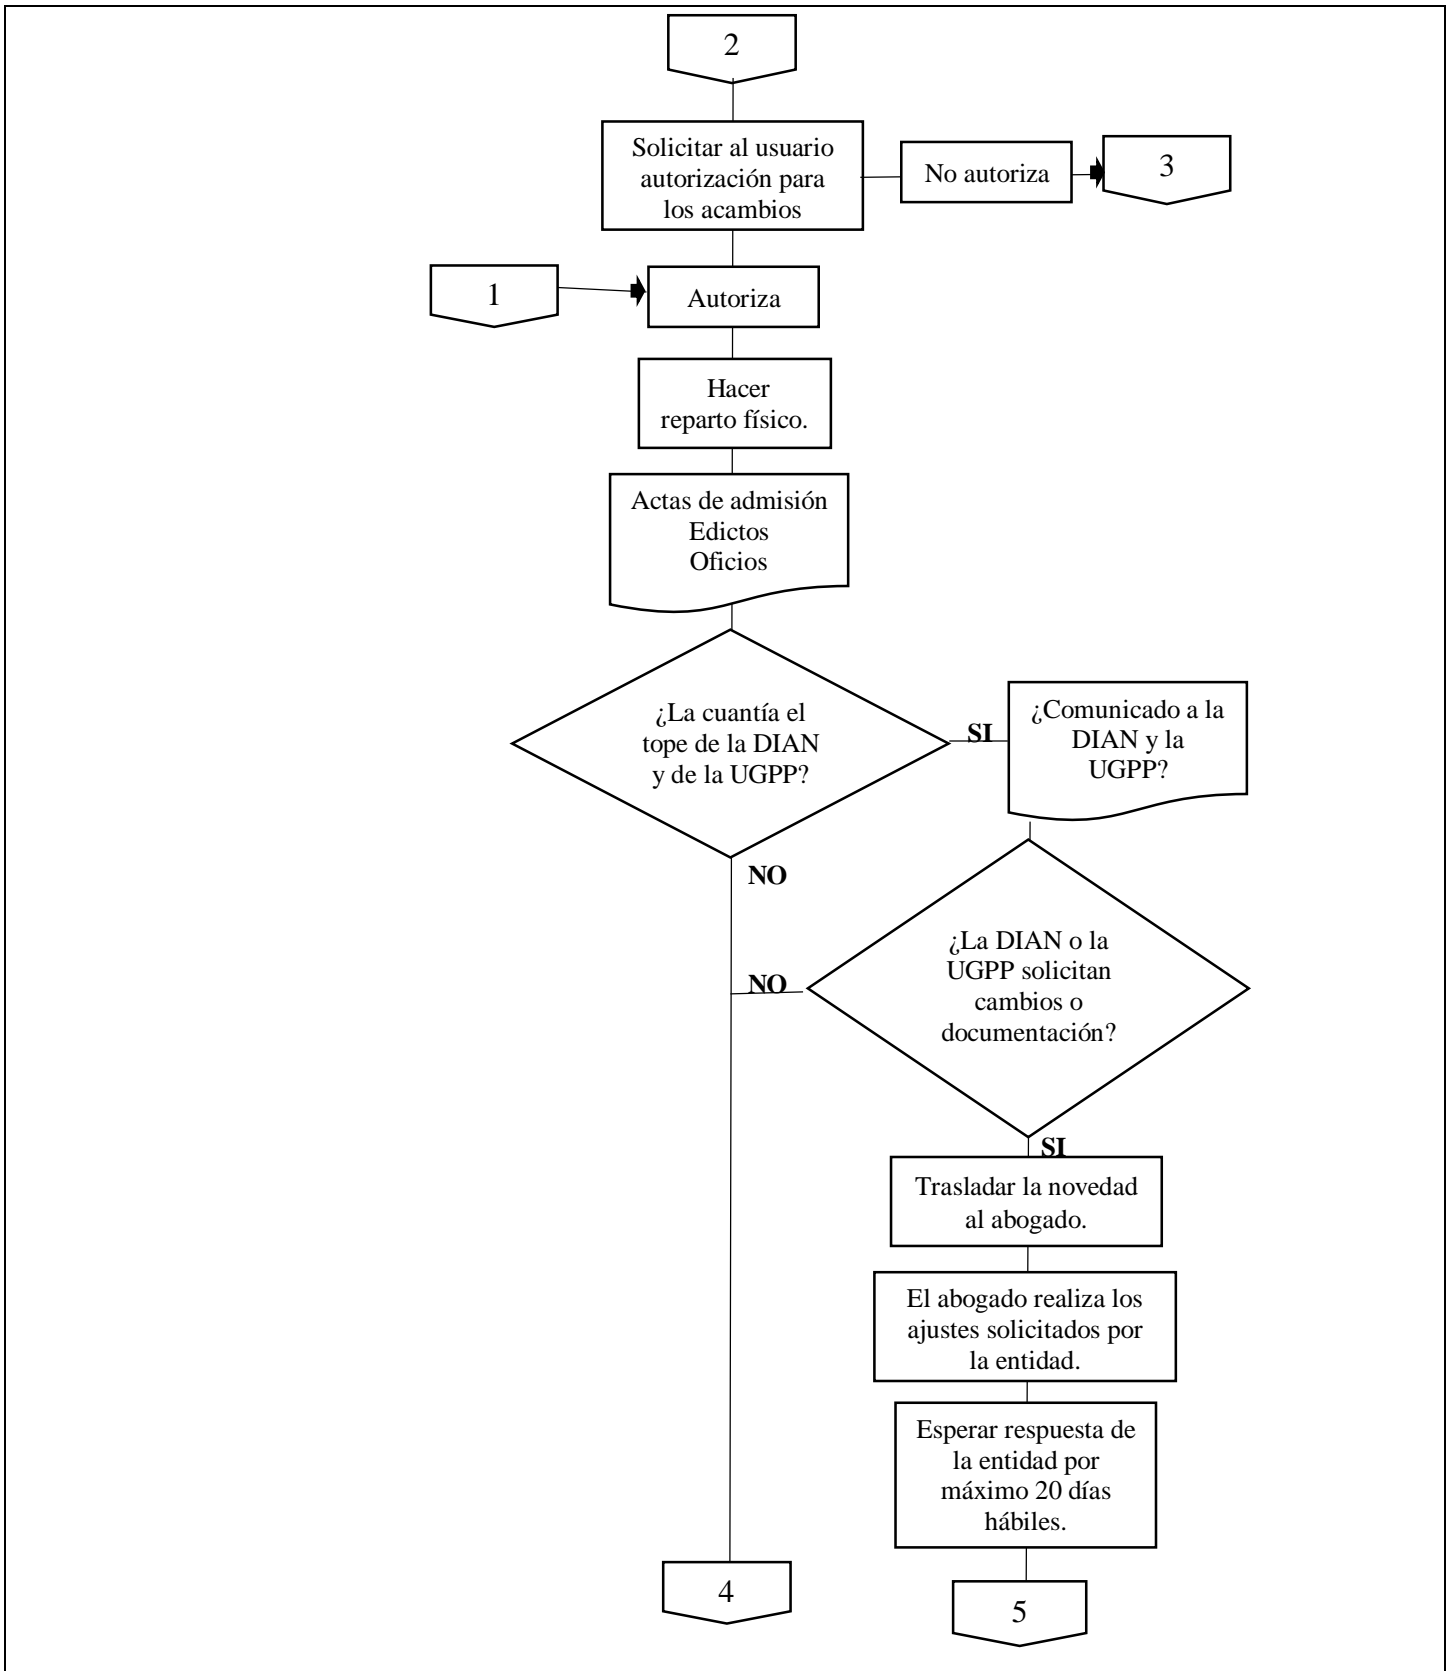 2
Solicitar al usuario
autorización para
los acambios
No autoriza
3
1
Autoriza
Hacer
reparto físico.
Actas de admisión
Edictos
Oficios
¿La cuantía el
tope de la DIAN
y de la UGPP?
SI
¿Comunicado a la
DIAN y la
UGPP?
NO
¿La DIAN o la
UGPP solicitan
cambios o
documentación?
NO
SI
Trasladar la novedad
al abogado.
El abogado realiza los
ajustes solicitados por
la entidad.
Esperar respuesta de
la entidad por
máximo 20 días
hábiles.
4
5